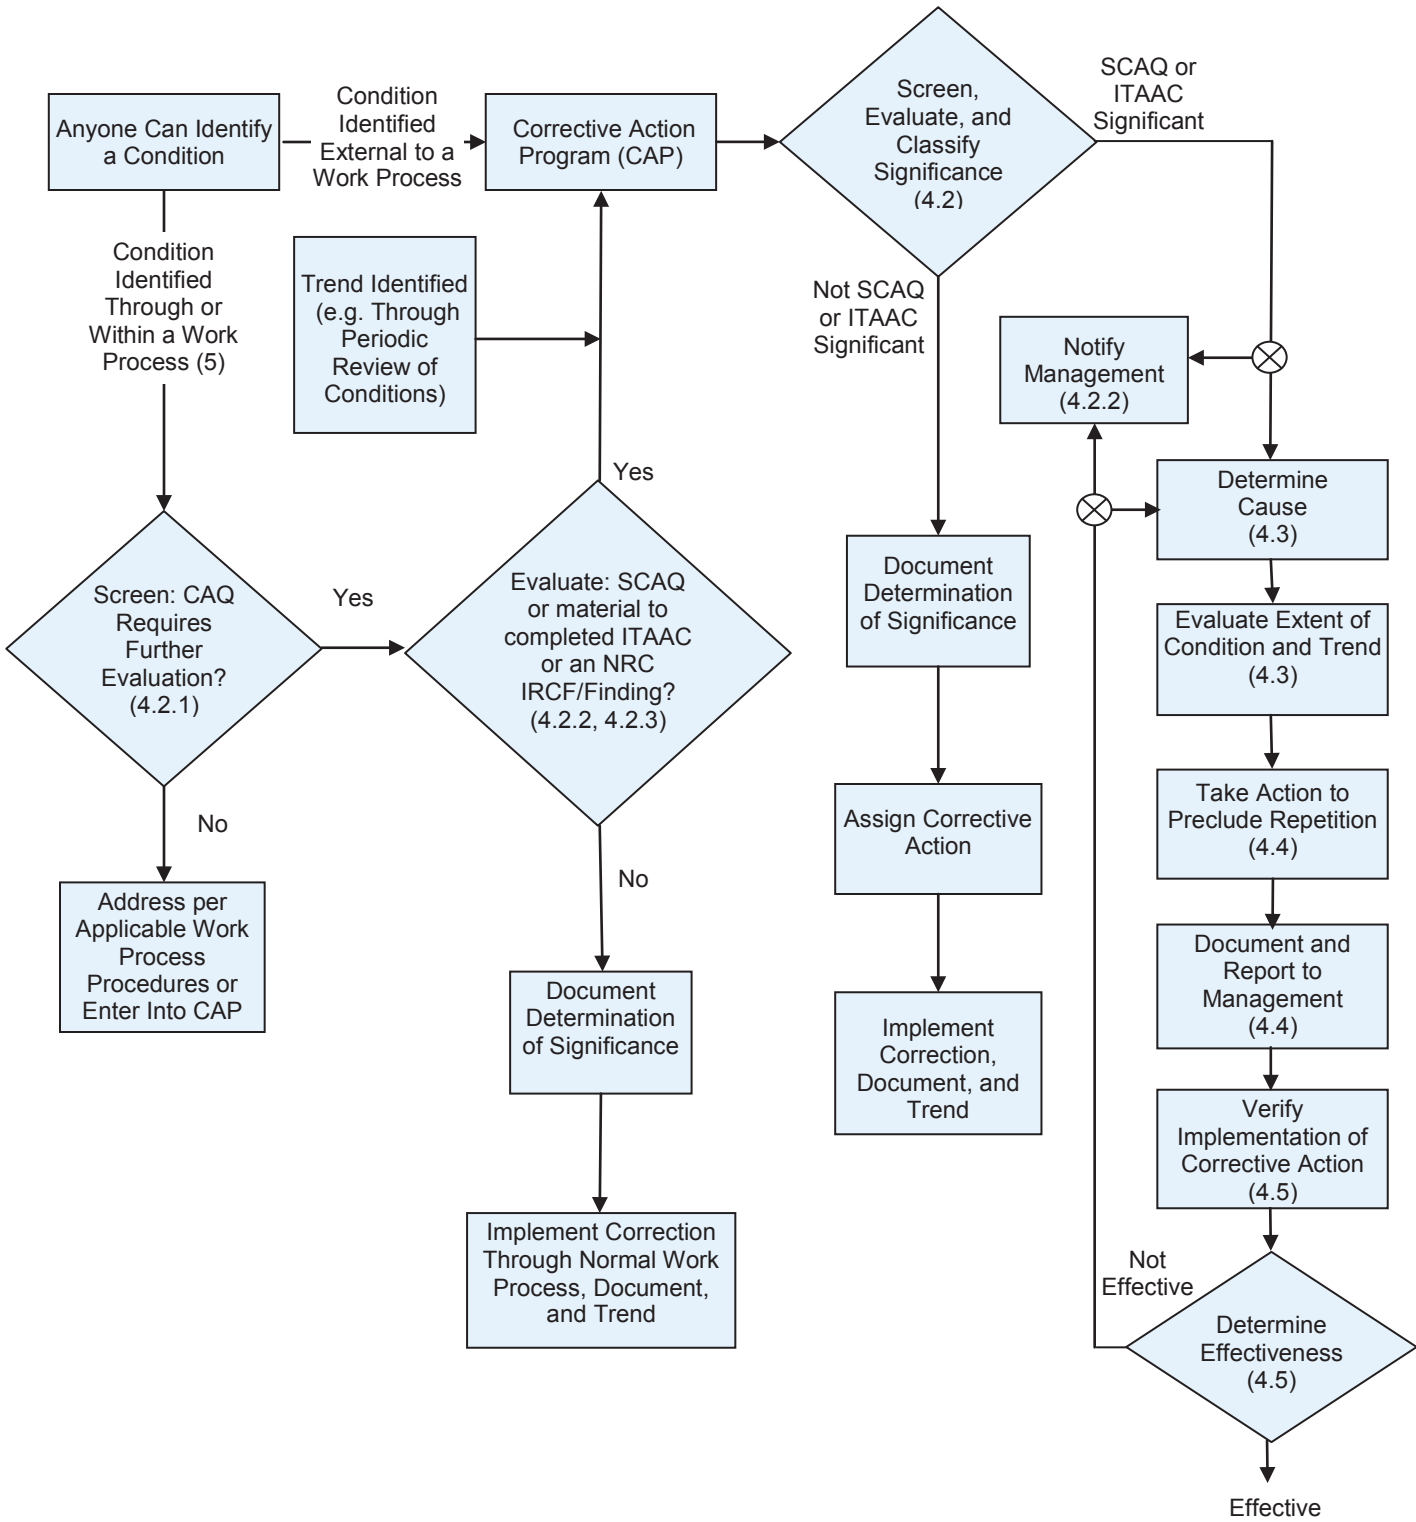 Anyone Can Identify
a Condition
Condition
Identified
External to a
Work Process
Corrective Action
Program (CAP)
Screen,
Evaluate, and
Classify
Significance
(4.2)
SCAQ or
ITAAC
Significant
Condition
Identified
Through or
Within a Work
Process (5)
Trend Identified
(e.g. Through
Periodic
Review of
Conditions)
Not SCAQ
or ITAAC
Significant
Notify
Management
(4.2.2)
Determine
Cause
(4.3)
Screen: CAQ
Requires
Further
Evaluation?
(4.2.1)
Yes
Evaluate: SCAQ
or material to
completed ITAAC
or an NRC
IRCF/Finding?
(4.2.2, 4.2.3)
Yes
Document
Determination
of Significance
Evaluate Extent of
Condition and Trend
(4.3)
No
Address per
Applicable Work
Process
Procedures or
Enter Into CAP
No
Document
Determination
of Significance
Implement Correction
Through Normal Work
Process, Document,
and Trend
Assign Corrective
Action
Implement
Correction,
Document, and
Trend
Take Action to
Preclude Repetition
(4.4)
Document and
Report to
Management
(4.4)
Verify
Implementation of
Corrective Action
(4.5)
Not
Effective
Determine
Effectiveness
(4.5)
Effective